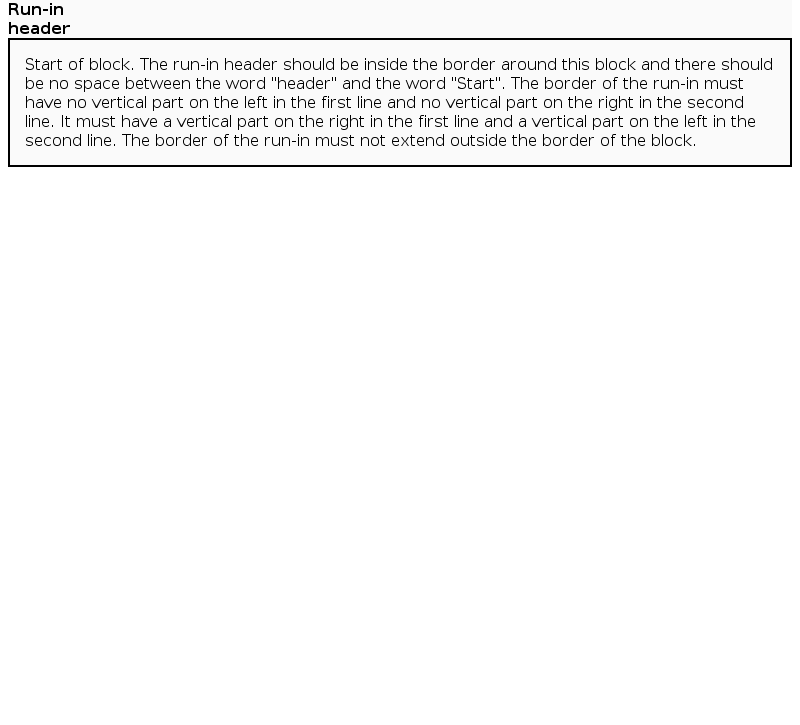 Run-in
header
Start of block. The run-in header should be inside the border around this block and there should
be no space between the word "header" and the word "Start". The border of the run-in must
have no vertical part on the left in the first line and no vertical part on the right in the second
line. It must have a vertical part on the right in the first line and a vertical part on the left in the
second line. The border of the run-in must not extend outside the border of the block.